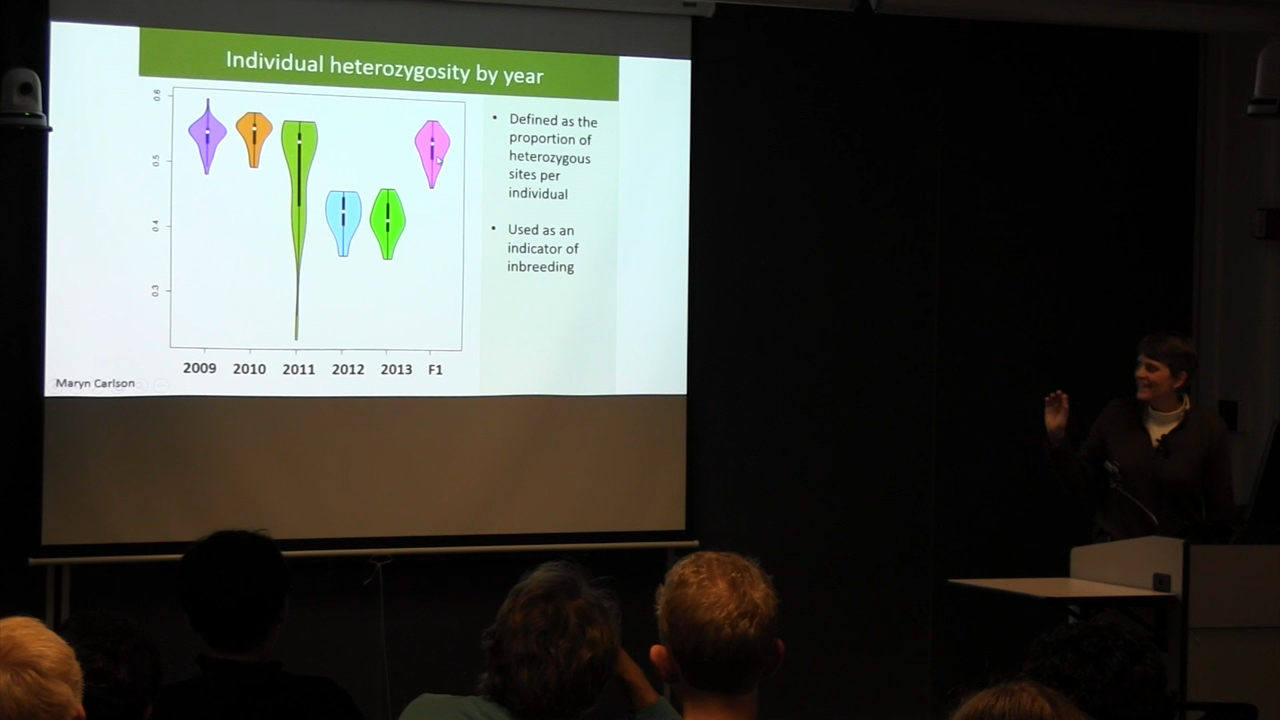 Individual heterozygosity by year
0.6
0.5
0.4
0.3
2009 2010 2011 2012 2013 F1
• Defined as the
proportion of
heterozygous
sites per
individual
• Used as an
indicator of
inbreeding
Maryn Carlson